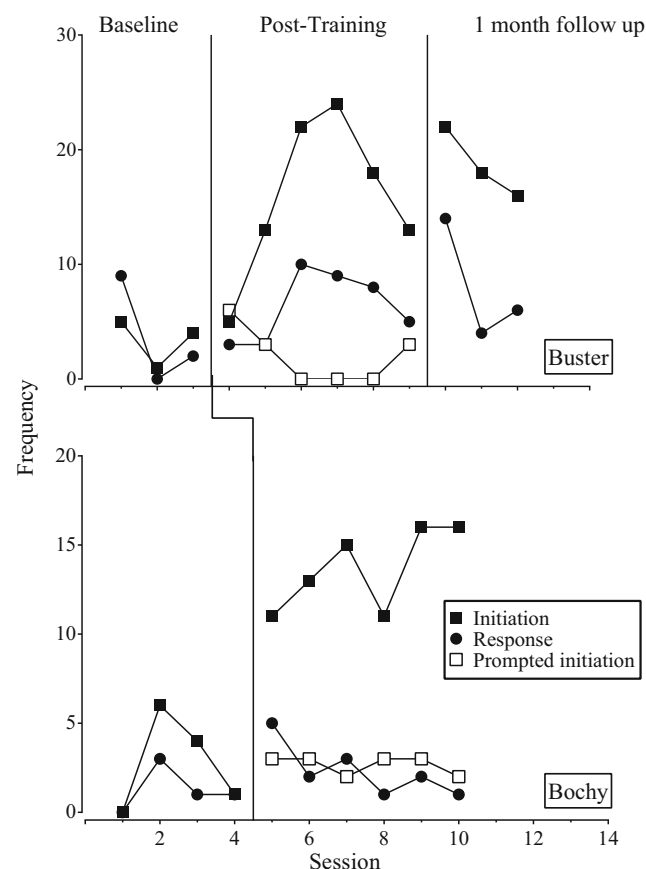 Baseline Post-Training 1 month follow up
30
20
10
0
Buster
Frequency
20
15
10
5
0
Initiation
Response
Prompted initiation
Bochy
2 4 6 8 10 12 14
Session